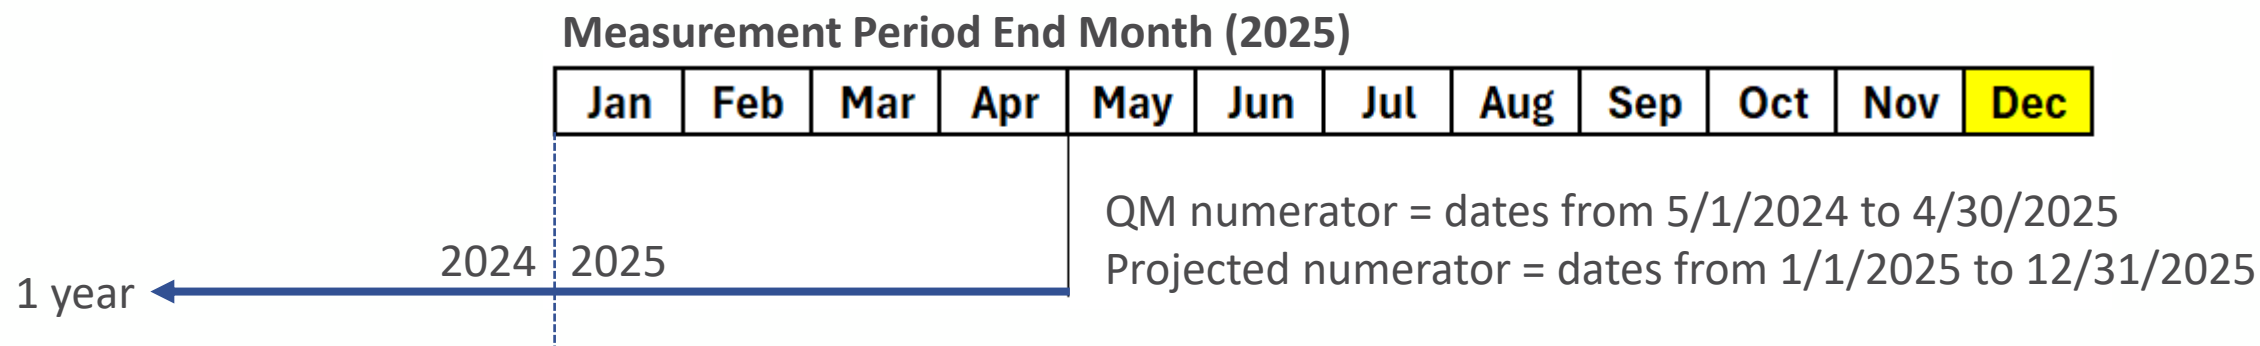 Measurement Period End Month (2025)
Jan Feb Mar Apr May Jun Jul Aug Sep Oct Nov Dec
QM numerator = dates from 5/1/2024 to 4/30/2025
2024 2025
Projected numerator = dates from 1/1/2025 to 12/31/2025
1 year